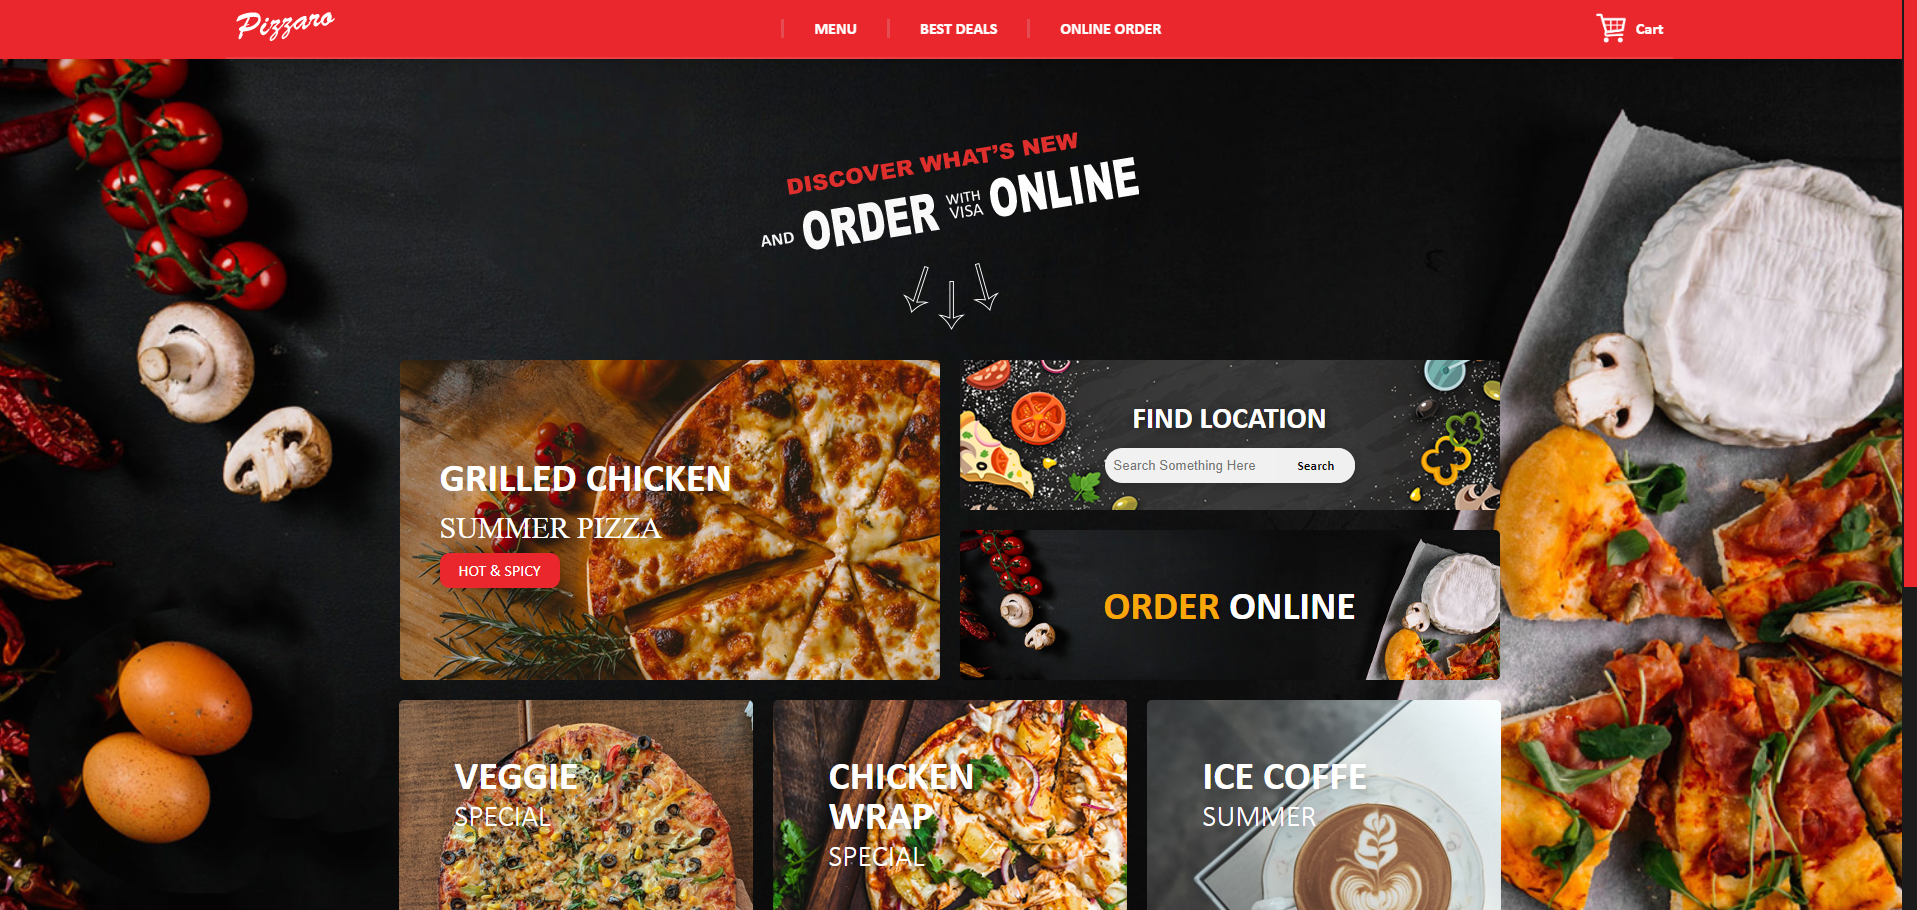 Pizzaro
MENU
BEST DEALS
ONLINE ORDER
Cart
DISCOVER WHAT'S NEW
AND ORDER WITH VISA ONLINE
GRILLED CHICKEN
SUMMER PIZZA
HOT & SPICY
FIND LOCATION
Search Something Here
Search
ORDER ONLINE
VEGGIE
SPECIAL
CHICKEN
WRAP
SPECIAL
ICE COFFE
SUMMER